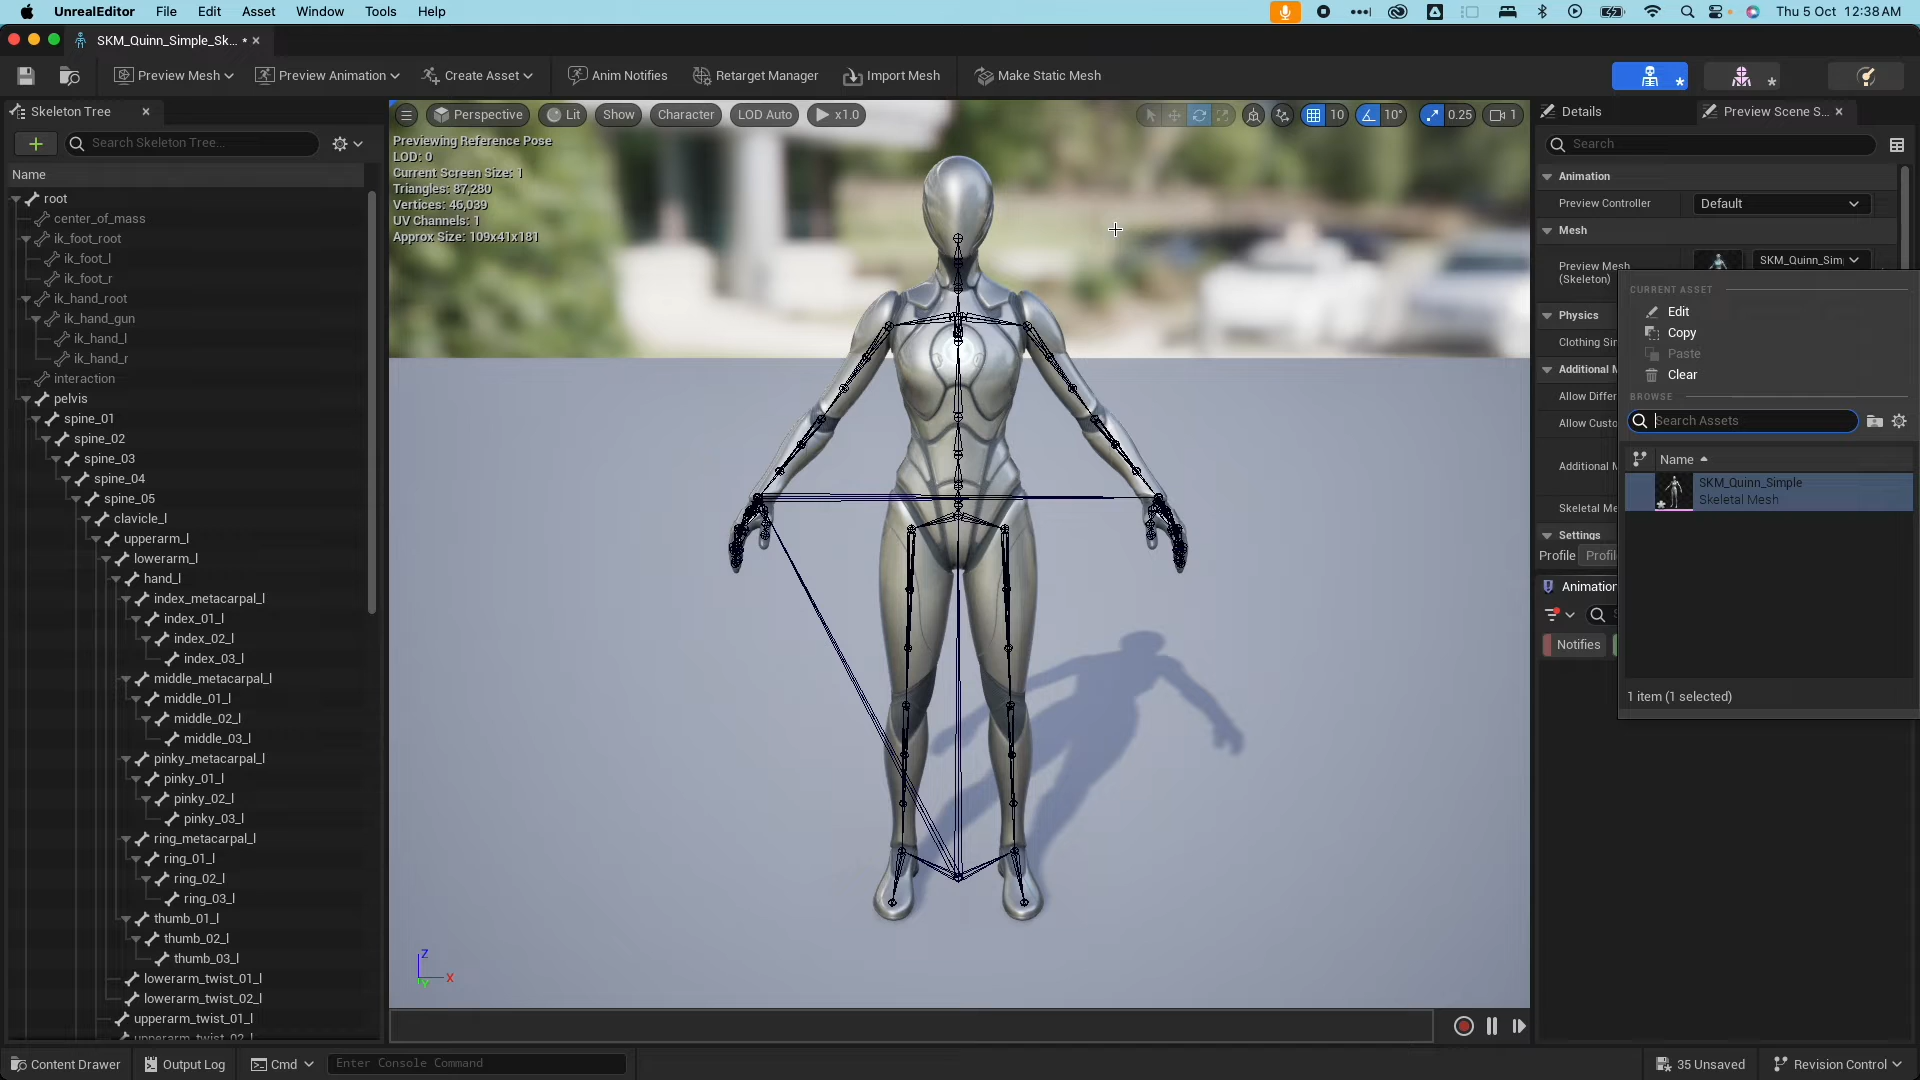 UnrealEditor File Edit Asset Window Tools Help
Thu 5 Oct 12:38 AM
SKM_Quinn_Simple_Sk... •
Preview Mesh Preview Animation Create Asset Anim Notifies Retarget Manager Import Mesh Make Static Mesh
Skeleton Tree
Search Skeleton Tree...
Name
root
center_of_mass
ik_foot_root
ik_foot_l
ik_foot_r
ik_hand_root
ik_hand_gun
ik_hand_l
ik_hand_r
interaction
pelvis
spine_01
spine_02
spine_03
spine_04
spine_05
clavicle_l
upperarm_l
lowerarm_l
hand_l
index_metacarpal_l
index_01_l
index_02_l
index_03_l
middle_metacarpal_l
middle_01_l
middle_02_l
middle_03_l
pinky_metacarpal_l
pinky_01_l
pinky_02_l
pinky_03_l
ring_metacarpal_l
ring_01_l
ring_02_l
ring_03_l
thumb_01_l
thumb_02_l
thumb_03_l
lowerarm_twist_01_l
lowerarm_twist_02_l
upperarm_twist_01_l
upperarm_twist_02_l
Perspective Lit Show Character LOD Auto x1.0
10 10° 0.25 1
Previewing Reference Pose
LOD: 0
Current Screen Size: 1
Triangles: 87,280
Vertices: 46,039
UV Channels: 1
Approx Size: 109x41x181
Z
X
Y
Details Preview Scene S...
Search
Animation
Preview Controller Default
Mesh
Preview Mesh
(Skeleton)
SKM_Quinn_Sim
Physics
Clothing Si
Additional M
Allow Differ
Allow Custo
Additional M
Skeletal Me
Settings
Profile Profil
Animation
Notifies
CURRENT ASSET
Edit
Copy
Paste
Clear
BROWSE
Search Assets
Name
SKM_Quinn_Simple
Skeletal Mesh
1 item (1 selected)
Content Drawer Output Log Cmd Enter Console Command
35 Unsaved Revision Control